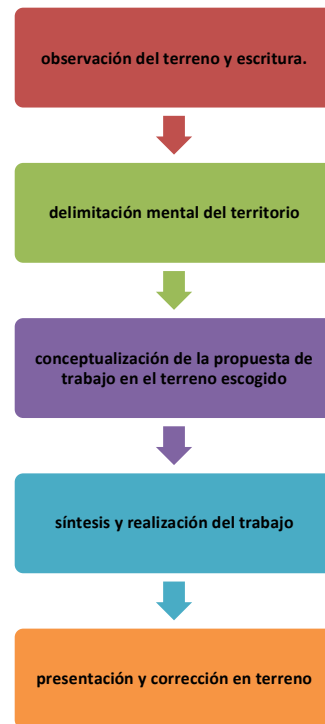 observación del terreno y escritura.
delimitación mental del territorio
conceptualización de la propuesta de
trabajo en el terreno escogido
síntesis y realización del trabajo
presentación y corrección en terreno